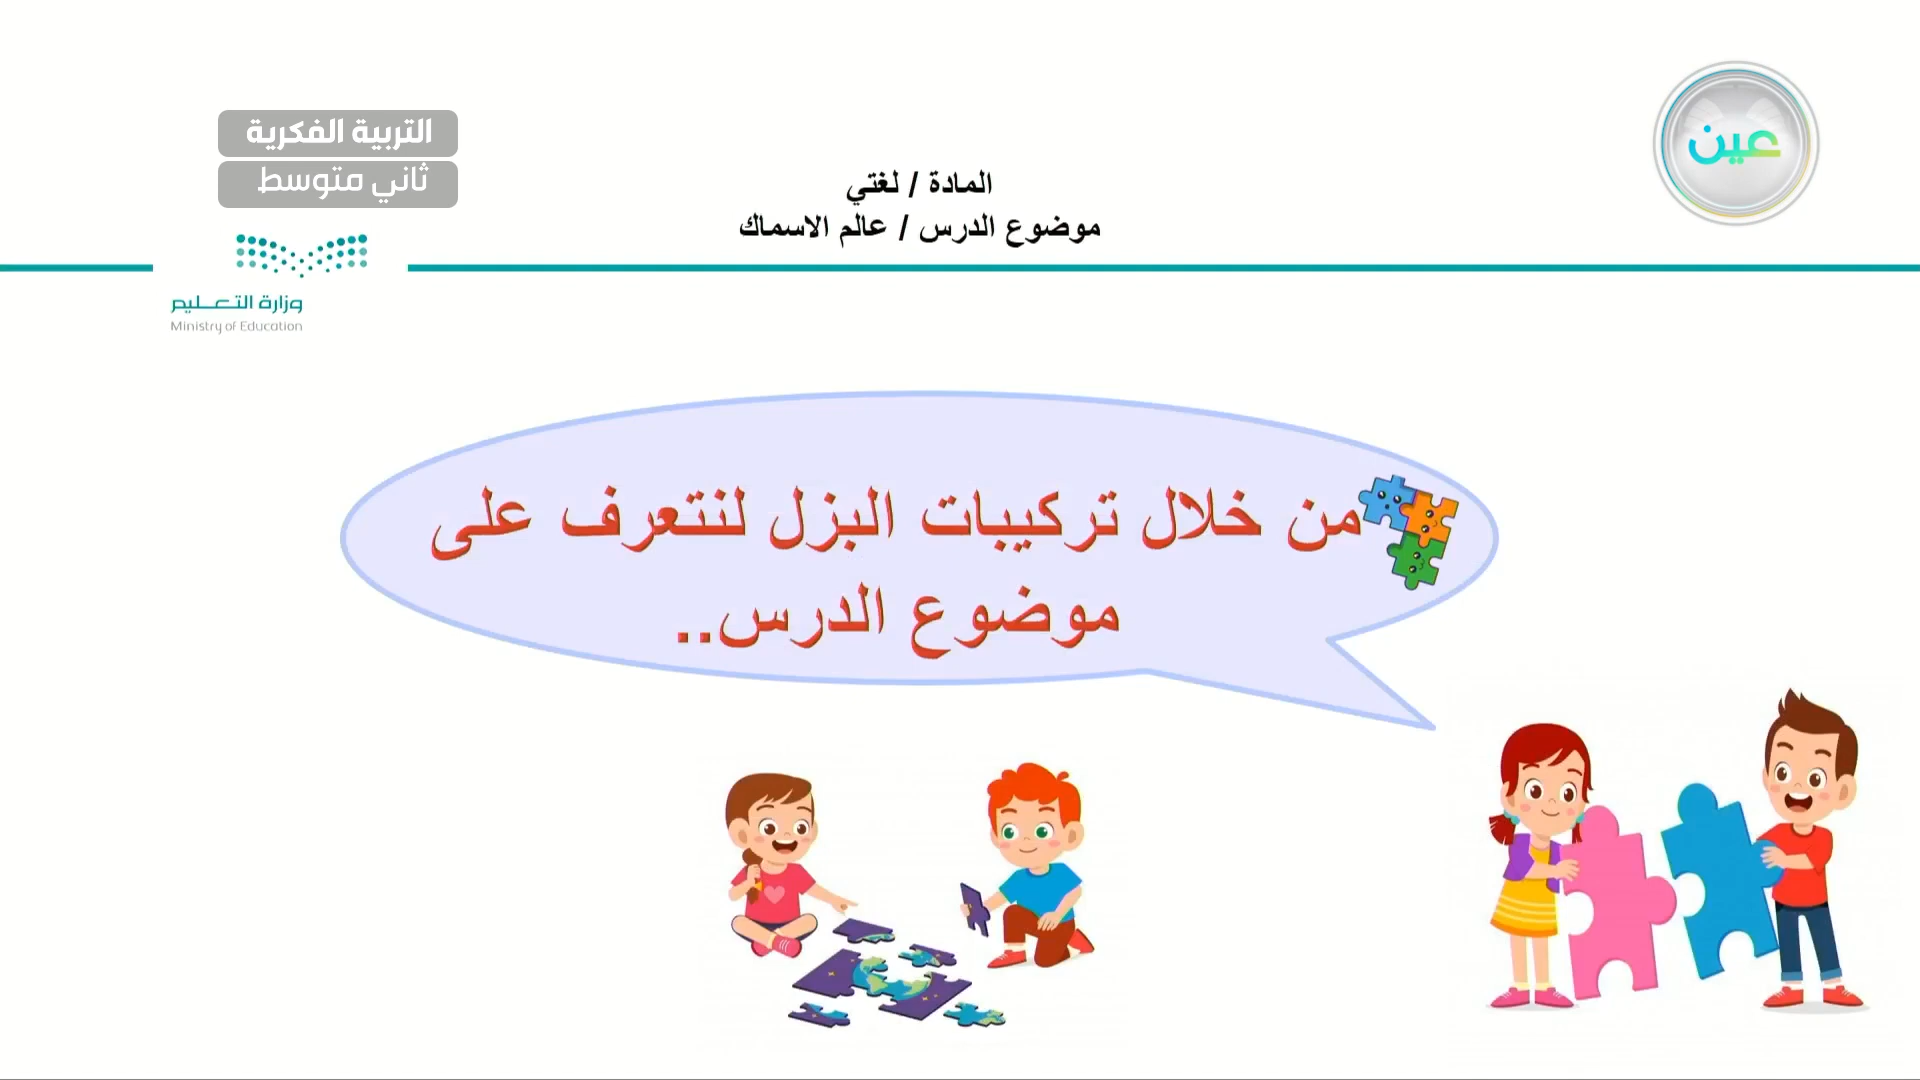 عين
التربية الفكرية
ثاني متوسط
المادة / لغتي
موضوع الدرس / عالم الاسماك
وزارة التعـــليم
Ministry of Education
من خلال تركيبات البزل لنتعرف على
موضوع الدرس..